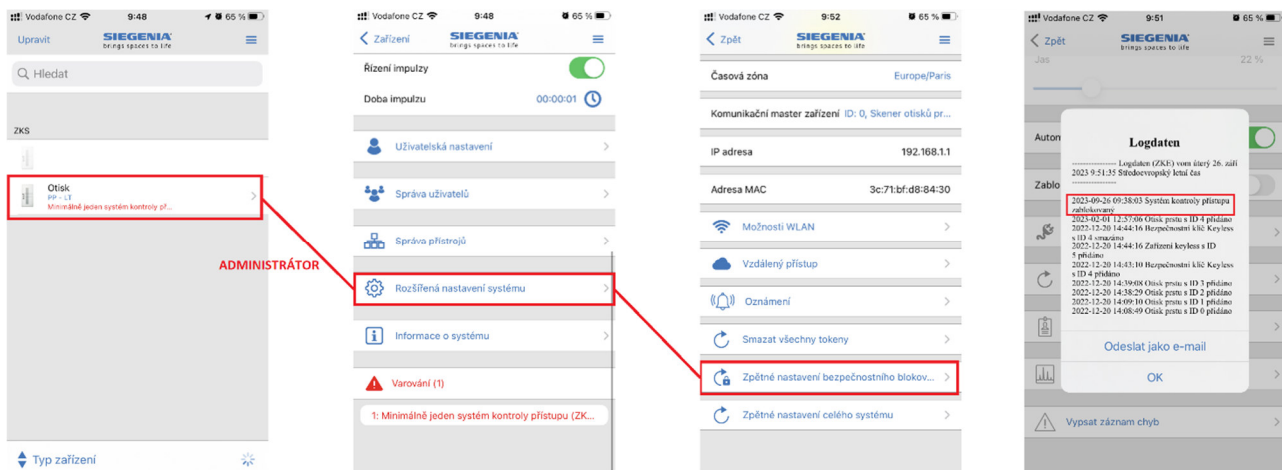 Vodafone CZ 9:48 65 %
Upravit SIEGENIA®
brings spaces to life
Hledat
ZKS
Otisk
PP - LT
Minimálně jeden systém kontroly př...
Typ zařízení
ADMINISTRÁTOR
Vodafone CZ 9:48 65 %
Zařízení SIEGENIA®
brings spaces to life
Řízení impulzy
Doba impulzu 00:00:01
Uživatelská nastavení
Správa uživatelů
Správa přístrojů
Rozšířená nastavení systému
Informace o systému
Varování (1)
1: Minimálně jeden systém kontroly přístupu (ZK...
Vodafone CZ 9:52 65 %
Zpět SIEGENIA®
brings spaces to life
Časová zóna Europe/Paris
Komunikační master zařízení ID: 0, Skener otisků pr...
IP adresa 192.168.1.1
Adresa MAC 3c:71:bf:d8:84:30
Možnosti WLAN
Vzdálený přístup
Oznámení
Smazat všechny tokeny
Zpětné nastavení bezpečnostního blokov...
Zpětné nastavení celého systému
Vodafone CZ 9:51 65 %
Zpět SIEGENIA®
brings spaces to life
Jas 22 %
Auton
Zablo
Logdaten
---------------- Logdaten (ZKE) vom úterý 26. září
2023 9:51:35 Středoevropský letní čas
----------------
2023-09-26 09:38:03 Systém kontroly přístupu
zablokovaný
2023-02-01 12:57:06 Otisk prstu s ID 4 přidáno
2022-12-20 14:44:16 Bezpečnostní klíč Keyless
s ID 4 smazáno
2022-12-20 14:44:16 Zařízení keyless s ID
5 přidáno
2022-12-20 14:43:10 Bezpečnostní klíč Keyless
s ID 4 přidáno
2022-12-20 14:39:08 Otisk prstu s ID 3 přidáno
2022-12-20 14:38:29 Otisk prstu s ID 2 přidáno
2022-12-20 14:09:10 Otisk prstu s ID 1 přidáno
2022-12-20 14:08:49 Otisk prstu s ID 0 přidáno
Odeslat jako e-mail
OK
Vypsat záznam chyb